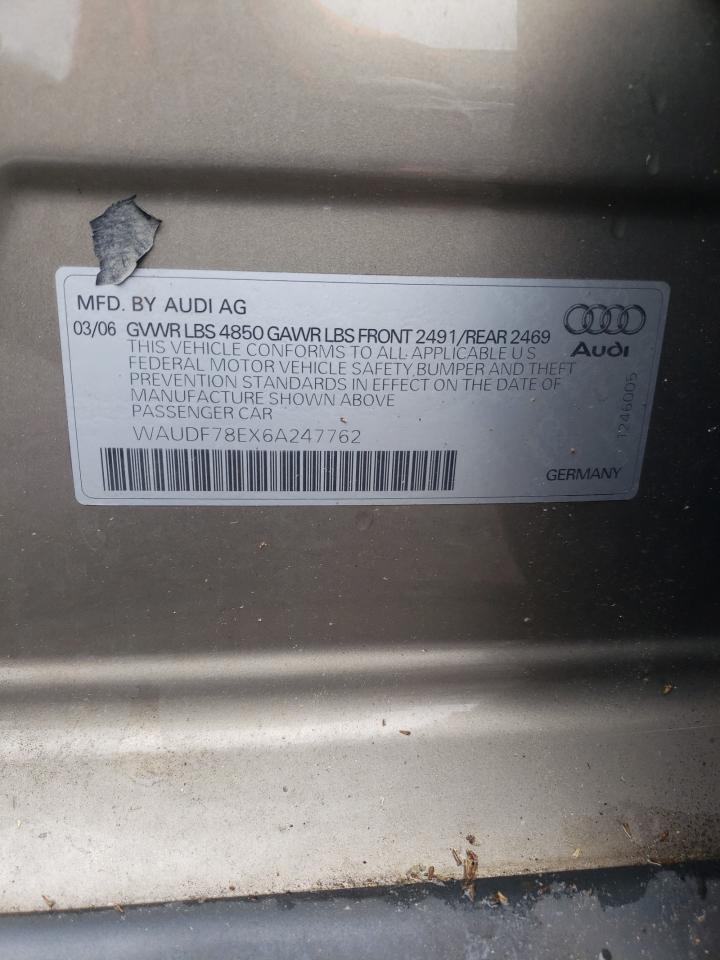 MFD. BY AUDI AG
03/06 GVWR LBS 4850 GAWR LBS FRONT 2491/REAR 2469
THIS VEHICLE CONFORMS TO ALL APPLICABLE U S
FEDERAL MOTOR VEHICLE SAFETY, BUMPER AND THEFT
PREVENTION STANDARDS IN EFFECT ON THE DATE OF
MANUFACTURE SHOWN ABOVE
PASSENGER CAR
WAUDF78EX6A247762
Audi
1246005
GERMANY